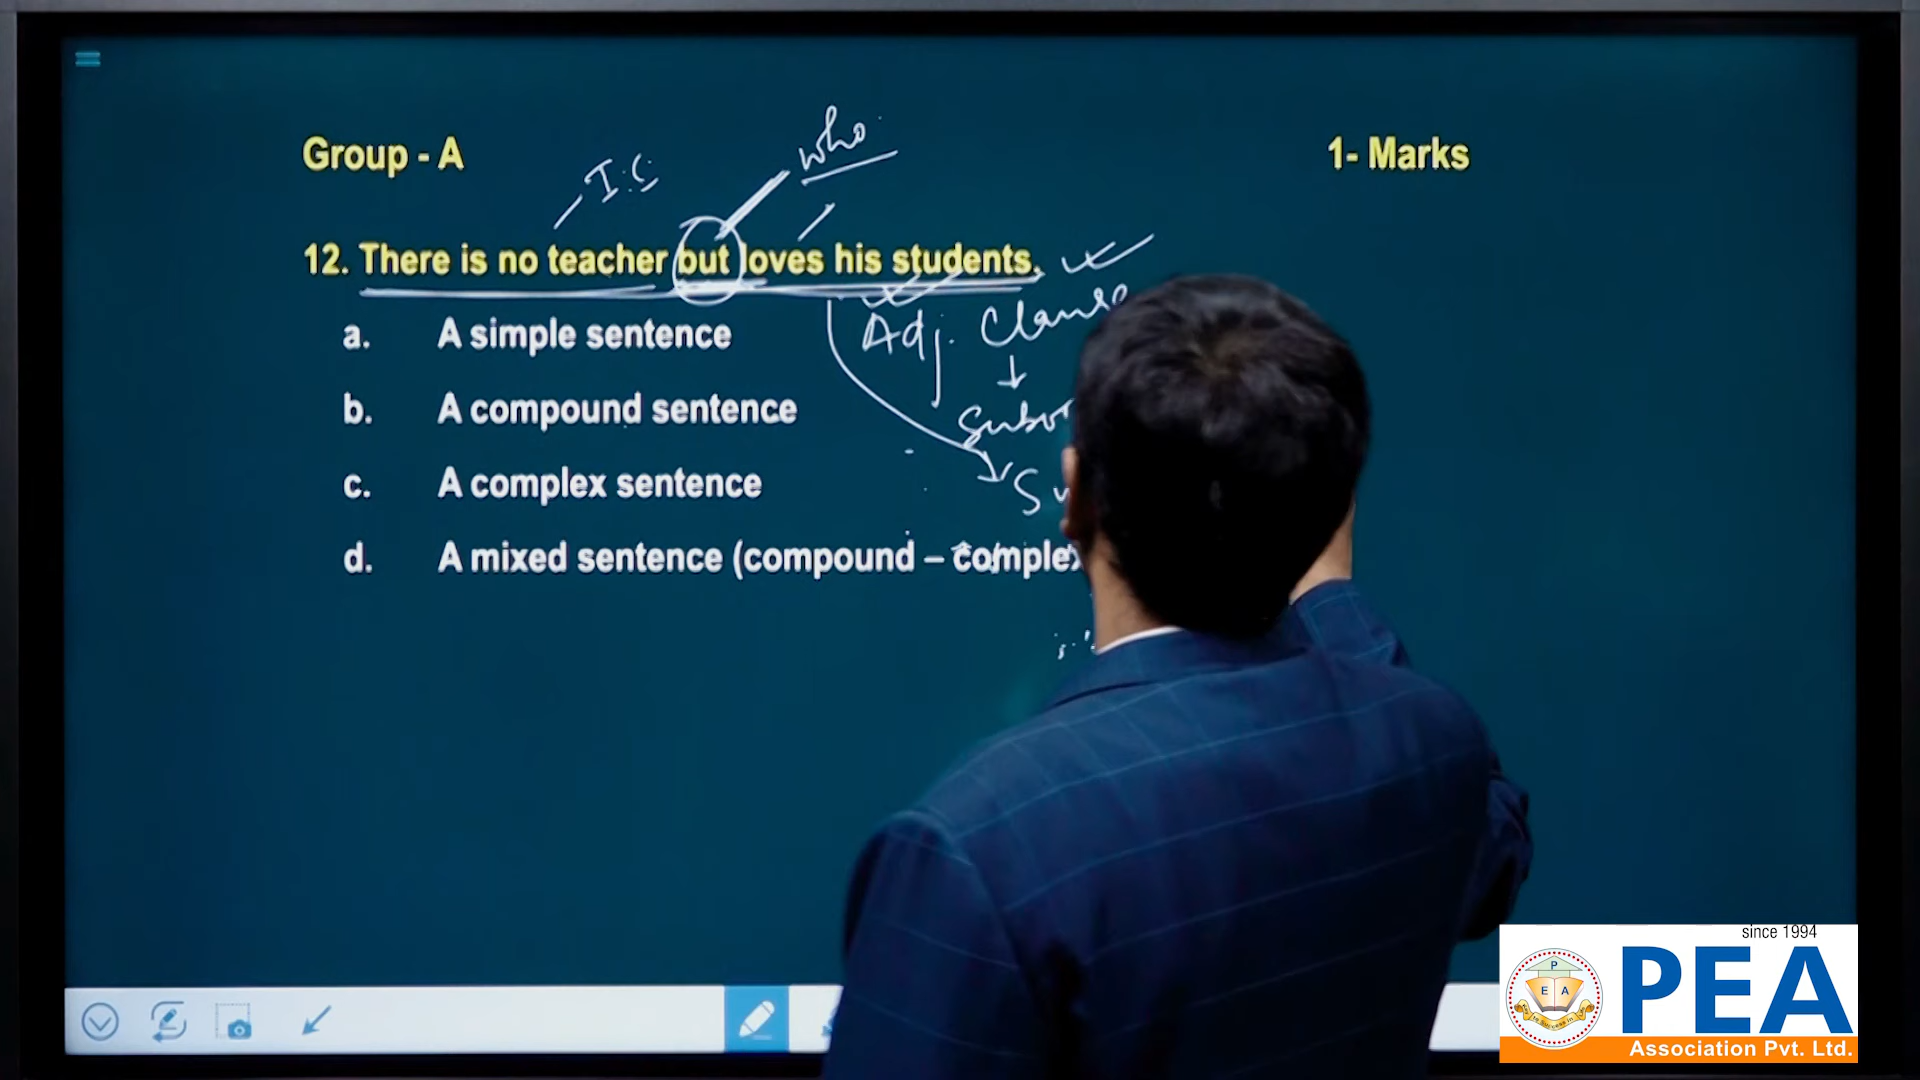 Group - A
1- Marks
who
I.C
12. There is no teacher but loves his students.
a. A simple sentence
Adj. Clause
b. A compound sentence
c. A complex sentence
d. A mixed sentence (compound – complex
since 1994
P
E A
PEA
Association Pvt. Ltd.